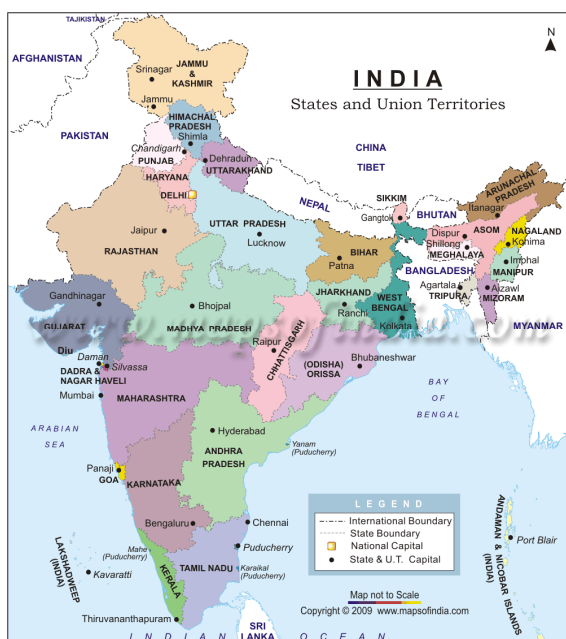 TAJIKISTAN
AFGHANISTAN
JAMMU
&
KASHMIR
Srinagar
Jammu
N
INDIA
States and Union Territories
HIMACHAL
PRADESH
Shimla
PAKISTAN
Chandigarh
PUNJAB
Dehradun
UTTARAKHAND
HARYANA
DELHI
CHINA
TIBET
NEPAL
SIKKIM
Gangtok
BHUTAN
ARUNACHAL
PRADESH
Itanagar
ASOM
Dispur
Shillong
MEGHALAYA
NAGALAND
Kohima
Imphal
MANIPUR
BANGLADESH
Agartala
TRIPURA
Aizawl
MIZORAM
MYANMAR
Jaipur
RAJASTHAN
UTTAR PRADESH
Lucknow
BIHAR
Patna
JHARKHAND
Ranchi
WEST
BENGAL
Kolkata
Gandhinagar
GUJARAT
Bhopal
MADHYA PRADESH
www.mapsofindia.com
Diu
Daman
Silvassa
DADRA &
NAGAR HAVELI
Mumbai
MAHARASHTRA
Raipur
CHHATTISGARH
Bhubaneshwar
(ODISHA)
ORISSA
ARABIAN
SEA
BAY
OF
BENGAL
Hyderabad
ANDHRA
PRADESH
Yanam
(Puducherry)
Panaji
GOA
KARNATAKA
Bengaluru
Chennai
Mahe
(Puducherry)
Puducherry
Karaikal
(Puducherry)
TAMIL NADU
KERALA
Thiruvananthapuram
LAKSHADWEEP
(INDIA)
Kavaratti
ANDAMAN & NICOBAR ISLANDS
(INDIA)
Port Blair
SRI
LANKA
INDIAN OCEAN
LEGEND
International Boundary
State Boundary
National Capital
State & U.T. Capital
Map not to Scale
Copyright © 2009 www.mapsofindia.com